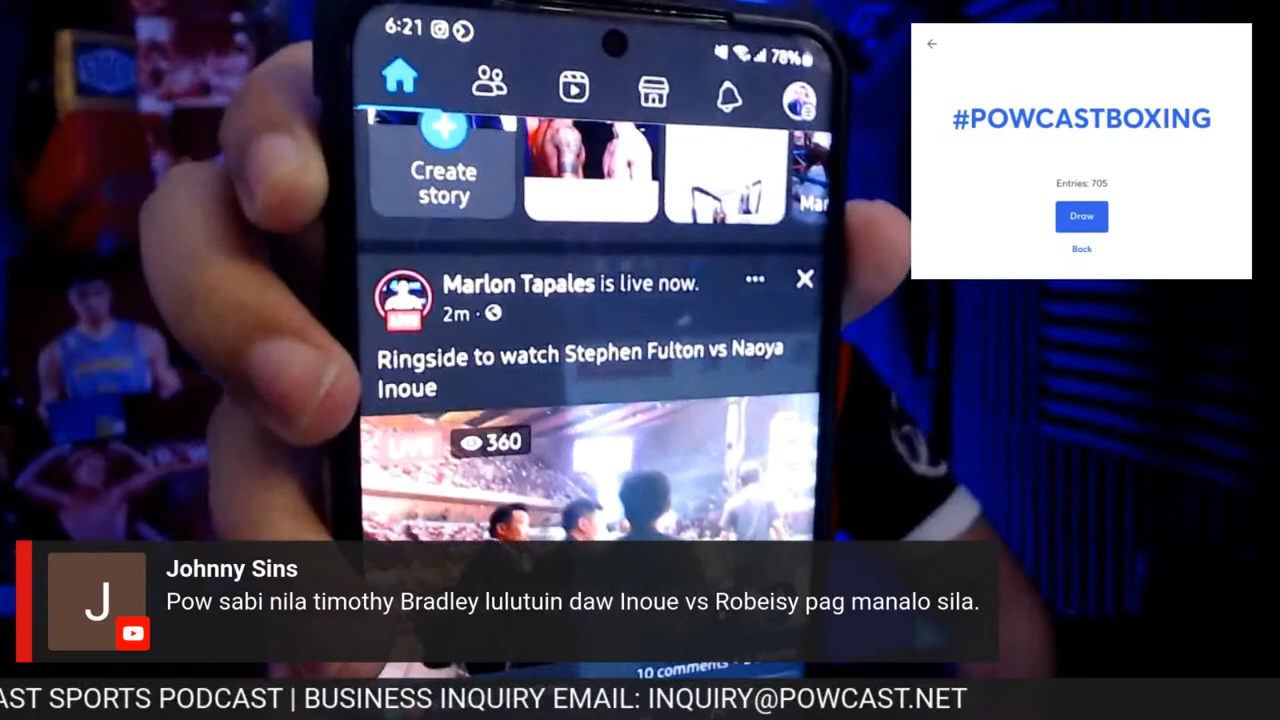 6:21
78%
Create
story
Mar
Marlon Tapales is live now.
2m ·
Ringside to watch Stephen Fulton vs Naoya
Inoue
LIVE
360
10 comments
#POWCASTBOXING
Entries: 705
Draw
Back
J
Johnny Sins
Pow sabi nila timothy Bradley lulutuin daw Inoue vs Robeisy pag manalo sila.
AST SPORTS PODCAST | BUSINESS INQUIRY EMAIL: INQUIRY@POWCAST.NET